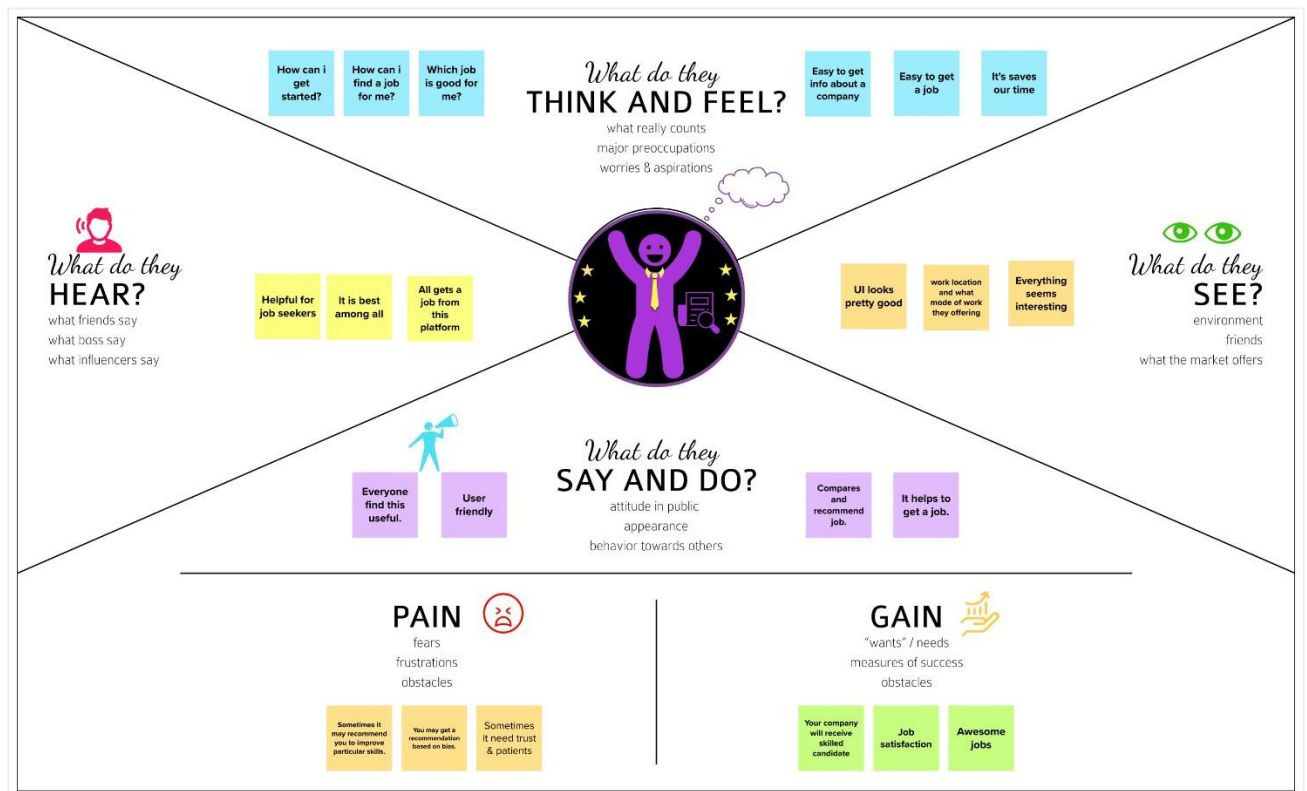 How can i
get
started?
How can i
find a job
for me?
Which job
is good for
me?
What do they
THINK AND FEEL?
what really counts
major preoccupations
worries & aspirations
Easy to get
info about a
company
Easy to get
a job
It's saves
our time
What do they
HEAR?
what friends say
what boss say
what influencers say
Helpful for
job seekers
It is best
among all
All gets a
job from
this
platform
UI looks
pretty good
work location
and what
mode of work
they offering
Everything
seems
interesting
What do they
SEE?
environment
friends
what the market offers
Everyone
find this
useful.
User
friendly
What do they
SAY AND DO?
attitude in public
appearance
behavior towards others
Compares
and
recommend
job.
It helps to
get a job.
PAIN
fears
frustrations
obstacles
Sometimes it
may recommend
you to improve
particular skills.
You may get a
recommendation
based on bias.
Sometimes
it need trust
& patients
GAIN
"wants" / needs
measures of success
obstacles
Your company
will receive
skilled
candidate
Job
satisfaction
Awesome
jobs